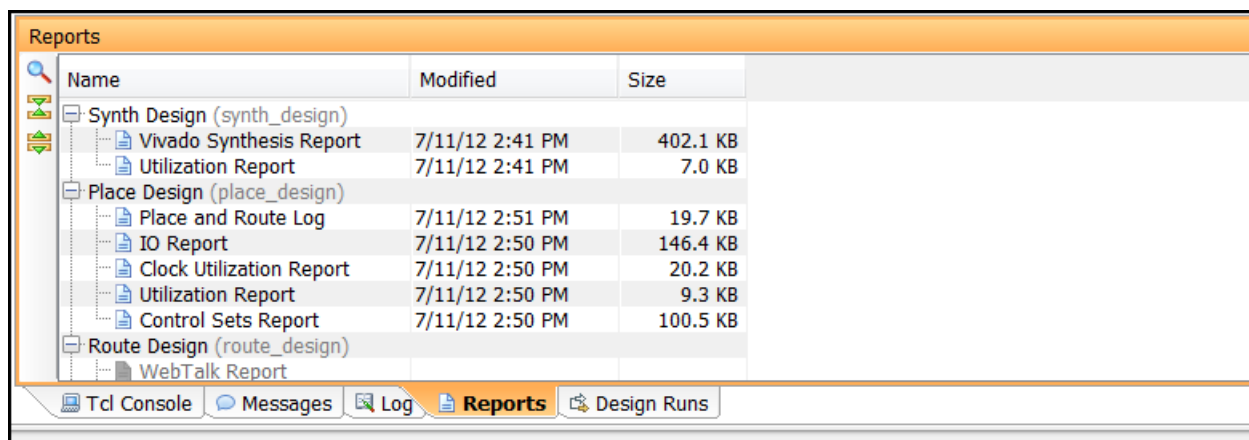 Reports
Name Modified Size
Synth Design (synth_design)
Vivado Synthesis Report 7/11/12 2:41 PM 402.1 KB
Utilization Report 7/11/12 2:41 PM 7.0 KB
Place Design (place_design)
Place and Route Log 7/11/12 2:51 PM 19.7 KB
IO Report 7/11/12 2:50 PM 146.4 KB
Clock Utilization Report 7/11/12 2:50 PM 20.2 KB
Utilization Report 7/11/12 2:50 PM 9.3 KB
Control Sets Report 7/11/12 2:50 PM 100.5 KB
Route Design (route_design)
WebTalk Report
Tcl Console Messages Log Reports Design Runs